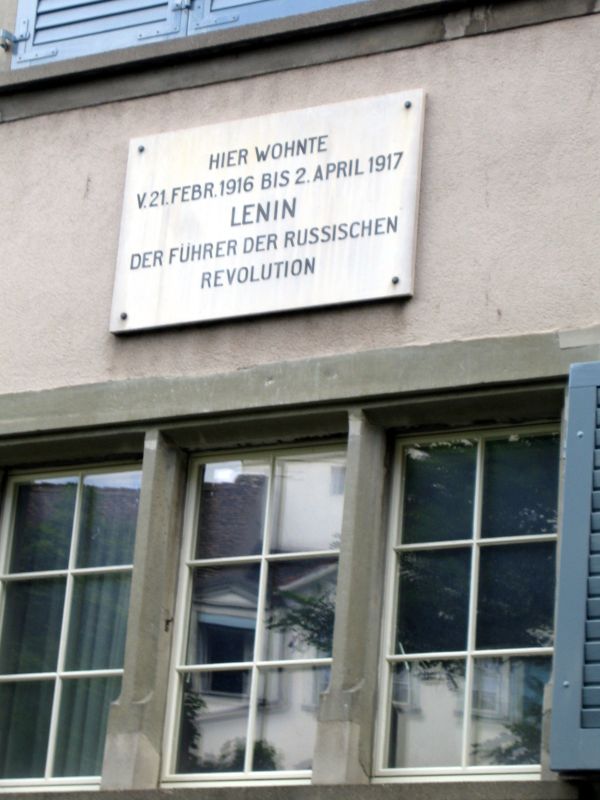 HIER WOHNTE
V.21.FEBR.1916 BIS 2.APRIL 1917
LENIN
DER FÜHRER DER RUSSISCHEN
REVOLUTION